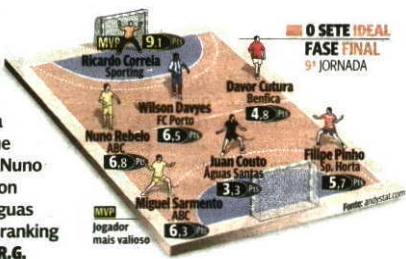 O SETE IDEAL
FASE FINAL
9ª JORNADA
MVP 9.1 Pts
Ricardo Correia
Sporting
Davor Cutura
Benfica
4,8 Pts
Wilson Davyes
FC Porto
6,5 Pts
Nuno Rebelo
ABC
6,8 Pts
Juan Couto
Águas Santas
3,3 Pts
Filipe Pinho
Sp. Horta
5,7 Pts
Miguel Sarmento
ABC
6,3 Pts
MVP
Jogador
mais valioso
Fonte: andystat.com
a
ue
Nuno
on
guas
ranking
R.G.